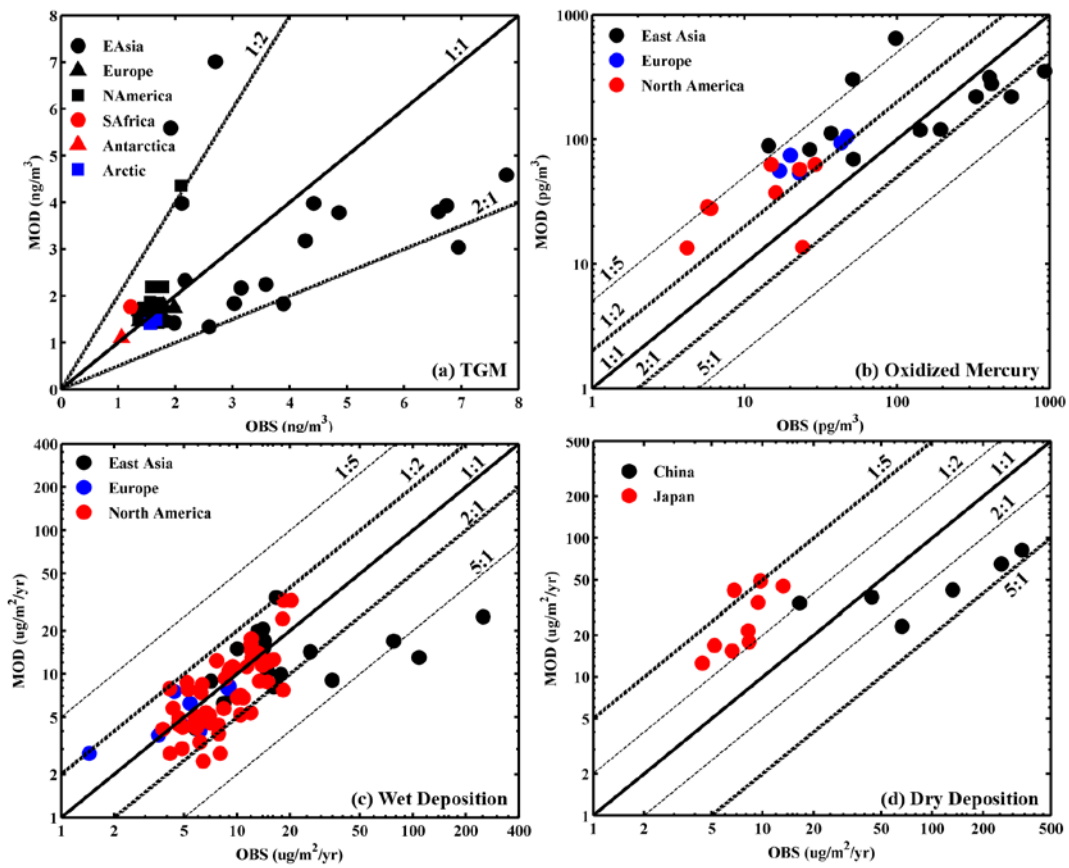 8
7
6
5
4
3
2
1
0
MOD (ng/m³)
EAsia
Europe
NAmerica
SAfrica
Antarctica
Arctic
1:2
1:1
2:1
(a) TGM
0 1 2 3 4 5 6 7 8
OBS (ng/m³)
1000
100
10
1
MOD (pg/m³)
East Asia
Europe
North America
1:5
1:2
1:1
2:1
5:1
(b) Oxidized Mercury
1 10 100 1000
OBS (pg/m³)
400
200
100
50
20
10
5
2
1
MOD (ug/m²/yr)
East Asia
Europe
North America
1:5
1:2
1:1
2:1
5:1
(c) Wet Deposition
1 2 5 10 20 50 100 200 400
OBS (ug/m²/yr)
500
200
100
50
20
10
5
2
1
MOD (ug/m²/yr)
China
Japan
1:5
1:2
1:1
2:1
5:1
(d) Dry Deposition
1 2 5 10 20 50 100 200 500
OBS (ug/m²/yr)